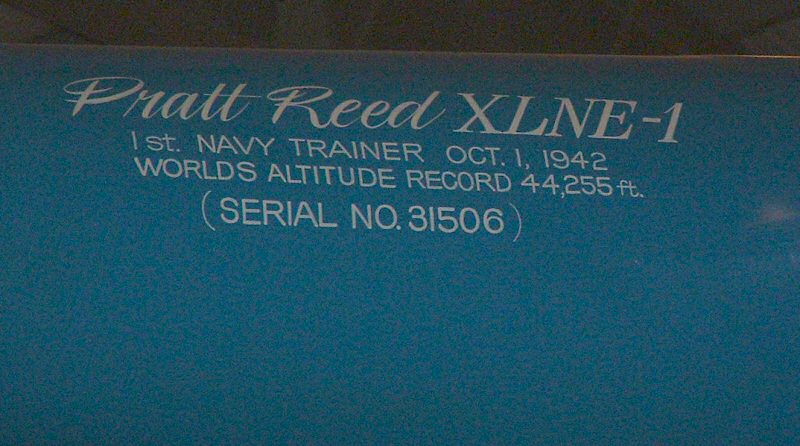 Pratt Reed XLNE-1
1st. NAVY TRAINER OCT. 1, 1942
WORLDS ALTITUDE RECORD 44,255 ft.
(SERIAL NO. 31506)